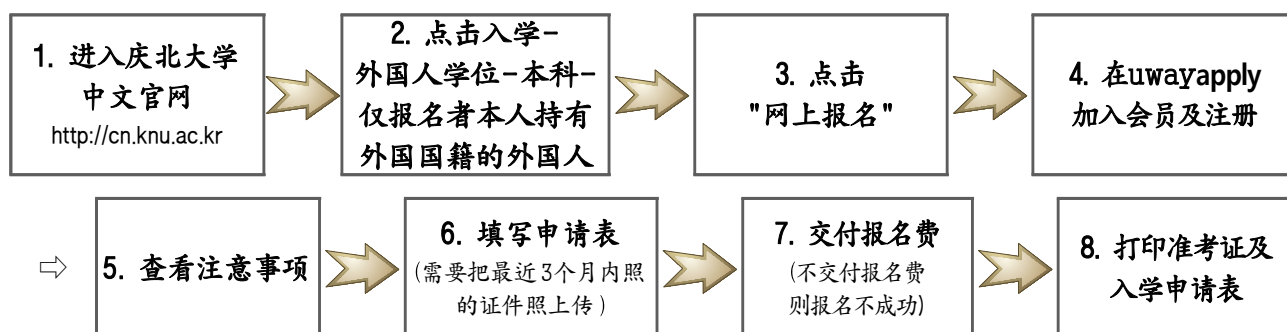 1. 进入庆北大学
中文官网
http://cn.knu.ac.kr
2. 点击入学-
外国人学位-本科-
仅报名者本人持有
外国国籍的外国人
3. 点击
"网上报名"
4. 在uwayapply
加入会员及注册
5. 查看注意事项
6. 填写申请表
(需要把最近3个月内照
的证件照上传)
7. 交付报名费
(不交付报名费
则报名不成功)
8. 打印准考证及
入学申请表